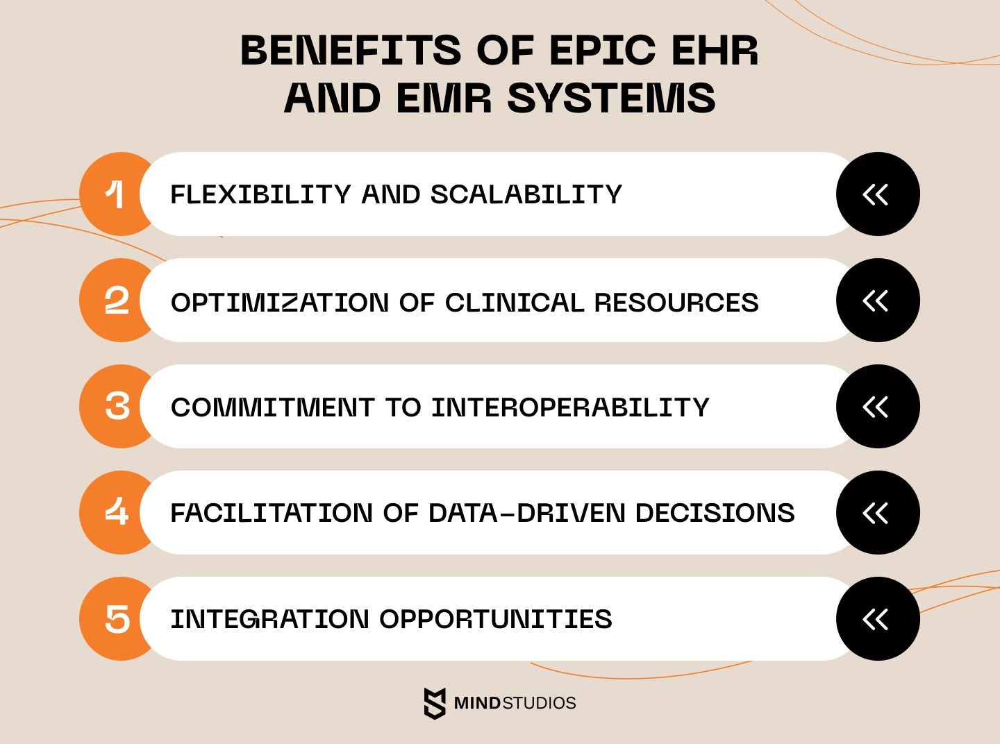 BENEFITS OF EPIC EHR
AND EMR SYSTEMS
1 FLEXIBILITY AND SCALABILITY
2 OPTIMIZATION OF CLINICAL RESOURCES
3 COMMITMENT TO INTEROPERABILITY
4 FACILITATION OF DATA-DRIVEN DECISIONS
5 INTEGRATION OPPORTUNITIES
MINDSTUDIOS